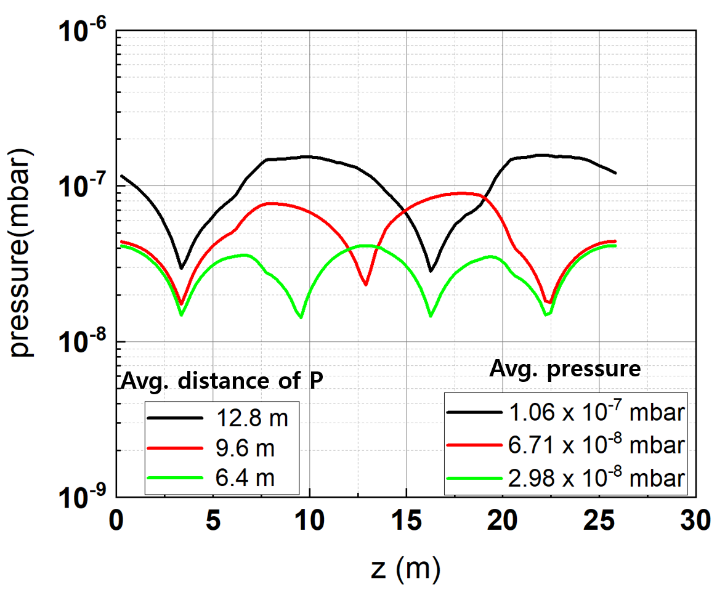 10-6
10-7
10-8
10-9
pressure(mbar)
Avg. distance of P
12.8 m
9.6 m
6.4 m
Avg. pressure
1.06 x 10-7 mbar
6.71 x 10-8 mbar
2.98 x 10-8 mbar
0 5 10 15 20 25 30
z (m)